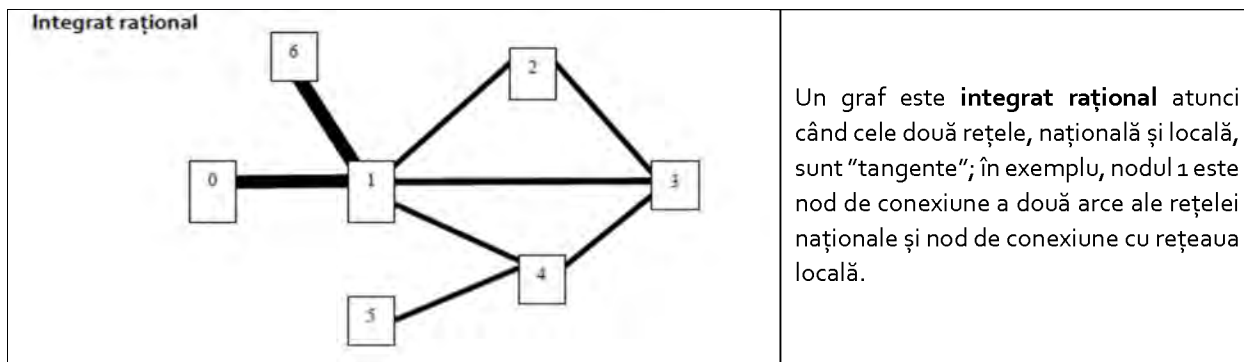 Integrat rațional
6
2
0
1
3
4
5
Un graf este integrat rațional atunci
când cele două rețele, națională și locală,
sunt "tangente"; în exemplu, nodul 1 este
nod de conexiune a două arce ale rețelei
naționale și nod de conexiune cu rețeaua
locală.